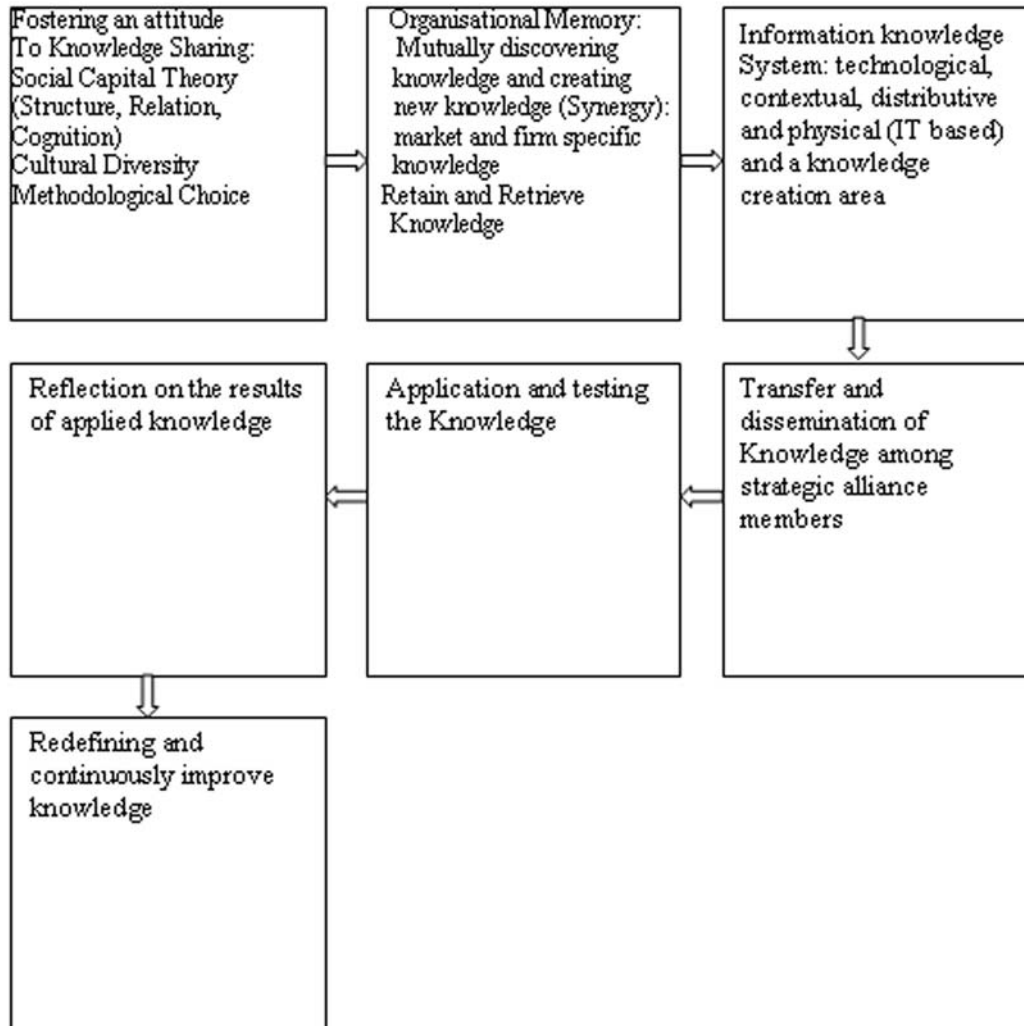 Fostering an attitude
To Knowledge Sharing:
Social Capital Theory
(Structure, Relation,
Cognition)
Cultural Diversity
Methodological Choice
Organisational Memory:
Mutually discovering
knowledge and creating
new knowledge (Synergy):
market and firm specific
knowledge
Retain and Retrieve
Knowledge
Information knowledge
System: technological,
contextual, distributive
and physical (IT based)
and a knowledge
creation area
Transfer and
dissemination of
Knowledge among
strategic alliance
members
Application and testing
the Knowledge
Reflection on the results
of applied knowledge
Redefining and
continuously improve
knowledge